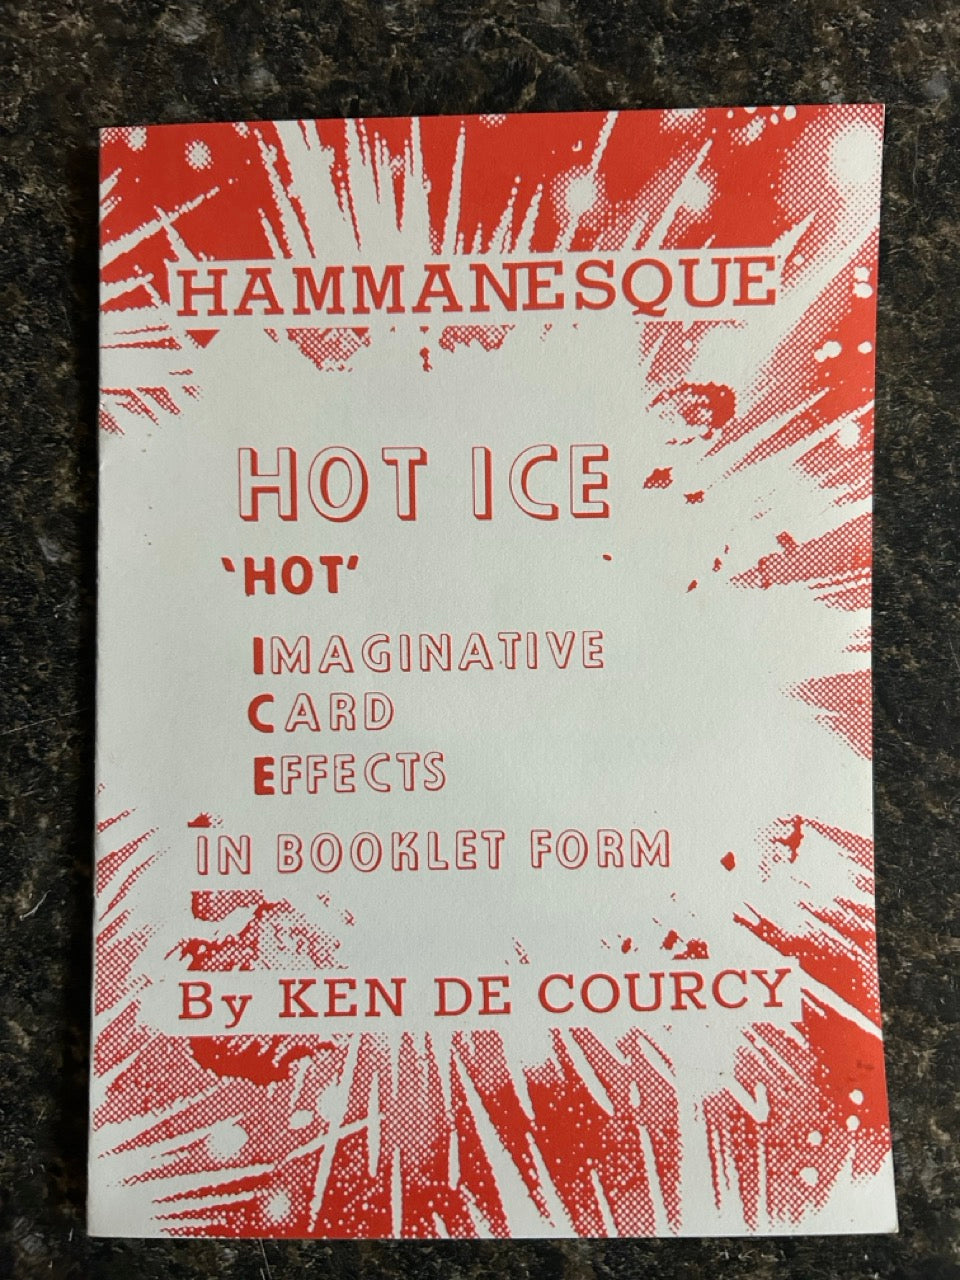 HAMMANESQUE
HOT ICE
'HOT'
IMAGINATIVE
CARD
EFFECTS
IN BOOKLET FORM
By KEN DE COURCY